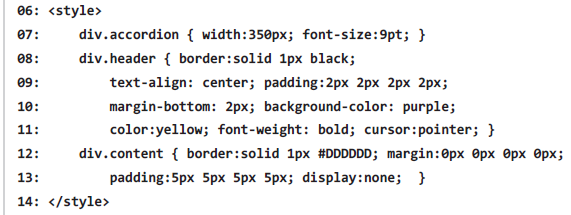 06: <style>
07:     div.accordion { width:350px; font-size:9pt; }
08:     div.header { border:solid 1px black;
09:         text-align: center; padding:2px 2px 2px 2px;
10:         margin-bottom: 2px; background-color: purple;
11:         color:yellow; font-weight: bold; cursor:pointer; }
12:     div.content { border:solid 1px #DDDDDD; margin:0px 0px 0px 0px;
13:         padding:5px 5px 5px 5px; display:none;  }
14: </style>